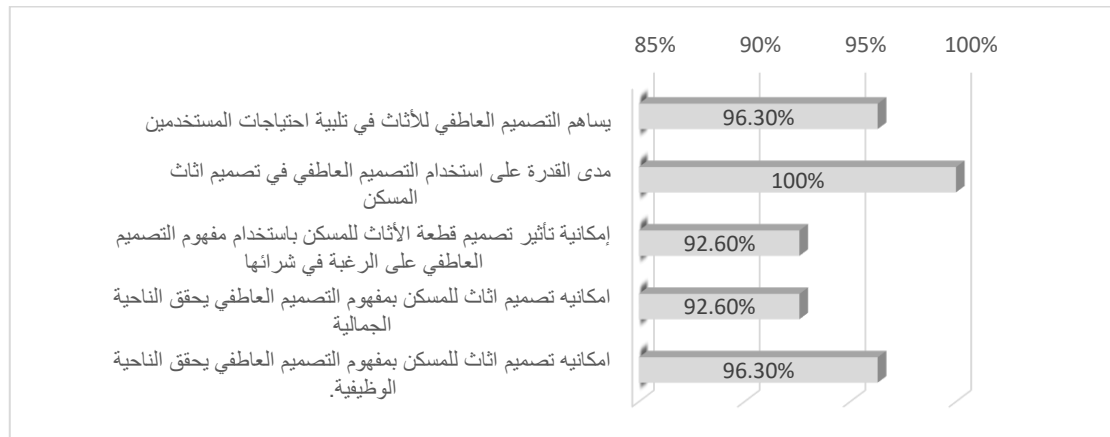 85% 90% 95% 100%
يساهم التصميم العاطفي للأثاث في تلبية احتياجات المستخدمين
96.30%
مدى القدرة على استخدام التصميم العاطفي في تصميم اثاث
المسكن
100%
إمكانية تأثير تصميم قطعة الأثاث للمسكن باستخدام مفهوم التصميم
العاطفي على الرغبة في شرائها
92.60%
امكانيه تصميم اثاث للمسكن بمفهوم التصميم العاطفي يحقق الناحية
الجمالية
92.60%
امكانيه تصميم اثاث للمسكن بمفهوم التصميم العاطفي يحقق الناحية
الوظيفية.
96.30%